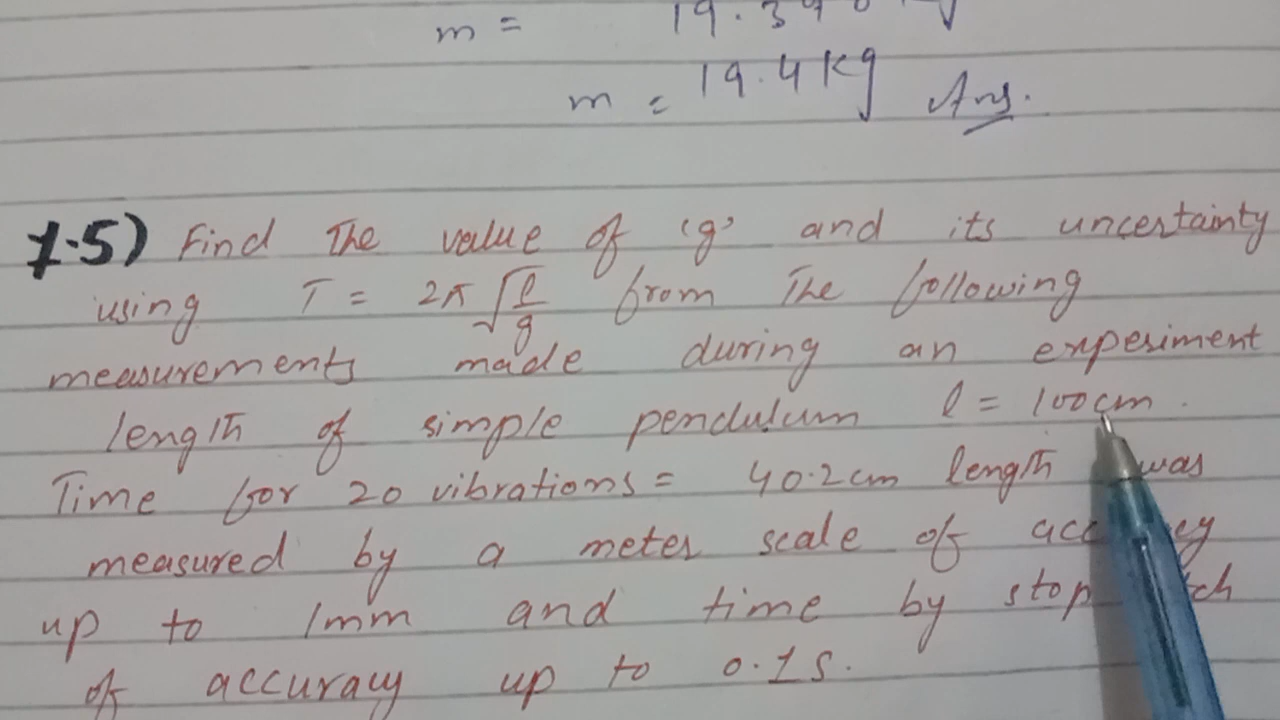 m =
m = 19.4 kg Ans.
1.5) Find The value of 'g' and its uncertainty
using T = 2π √l/g from The following
measurements made during an experiment
length of simple pendulum l = 100cm.
Time for 20 vibrations = 40.2cm length was
measured by a meter scale of
up to 1mm and time by
of accuracy up to 0.1s.